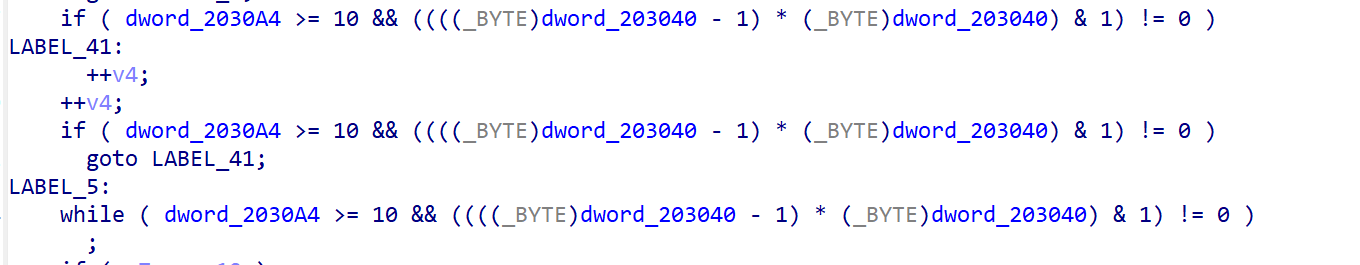 if ( dword_2030A4 >= 10 && ((((_BYTE)dword_203040 - 1) * (_BYTE)dword_203040) & 1) != 0 )
LABEL_41:
++v4;
++v4;
if ( dword_2030A4 >= 10 && ((((_BYTE)dword_203040 - 1) * (_BYTE)dword_203040) & 1) != 0 )
goto LABEL_41;
LABEL_5:
while ( dword_2030A4 >= 10 && ((((_BYTE)dword_203040 - 1) * (_BYTE)dword_203040) & 1) != 0 )
;